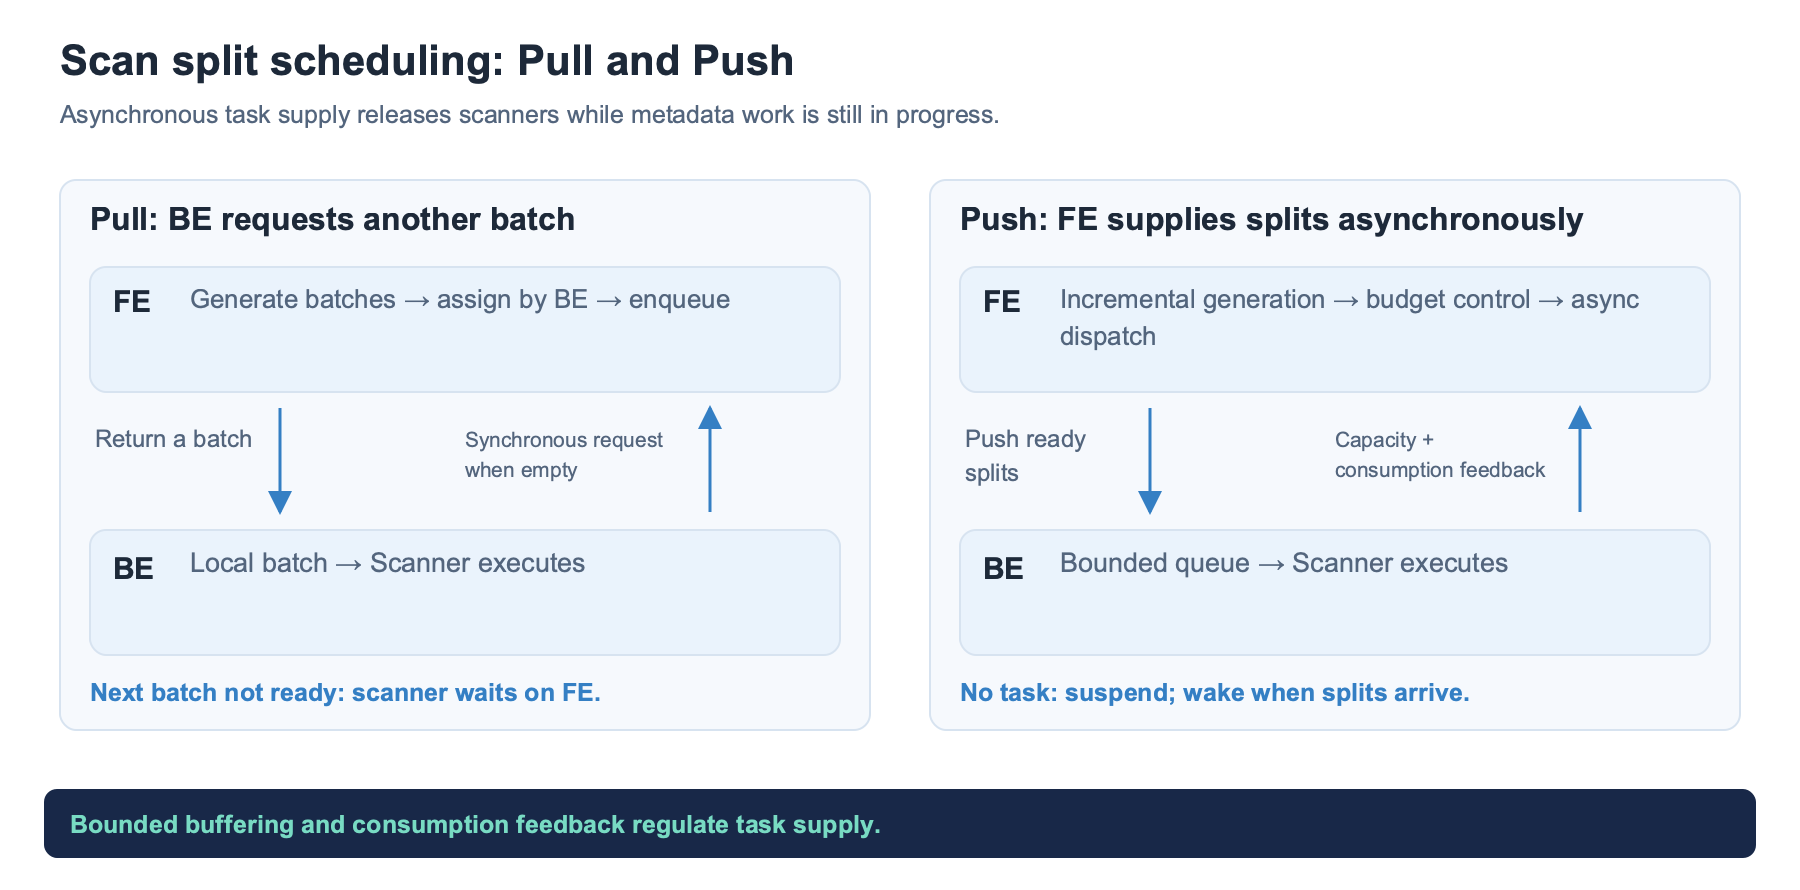 Scan split scheduling: Pull and Push
Asynchronous task supply releases scanners while metadata work is still in progress.
Pull: BE requests another batch
FE
Generate batches → assign by BE → enqueue
Return a batch
Synchronous request
when empty
BE
Local batch → Scanner executes
Next batch not ready: scanner waits on FE.
Push: FE supplies splits asynchronously
FE
Incremental generation → budget control → async
dispatch
Push ready
splits
Capacity +
consumption feedback
BE
Bounded queue → Scanner executes
No task: suspend; wake when splits arrive.
Bounded buffering and consumption feedback regulate task supply.